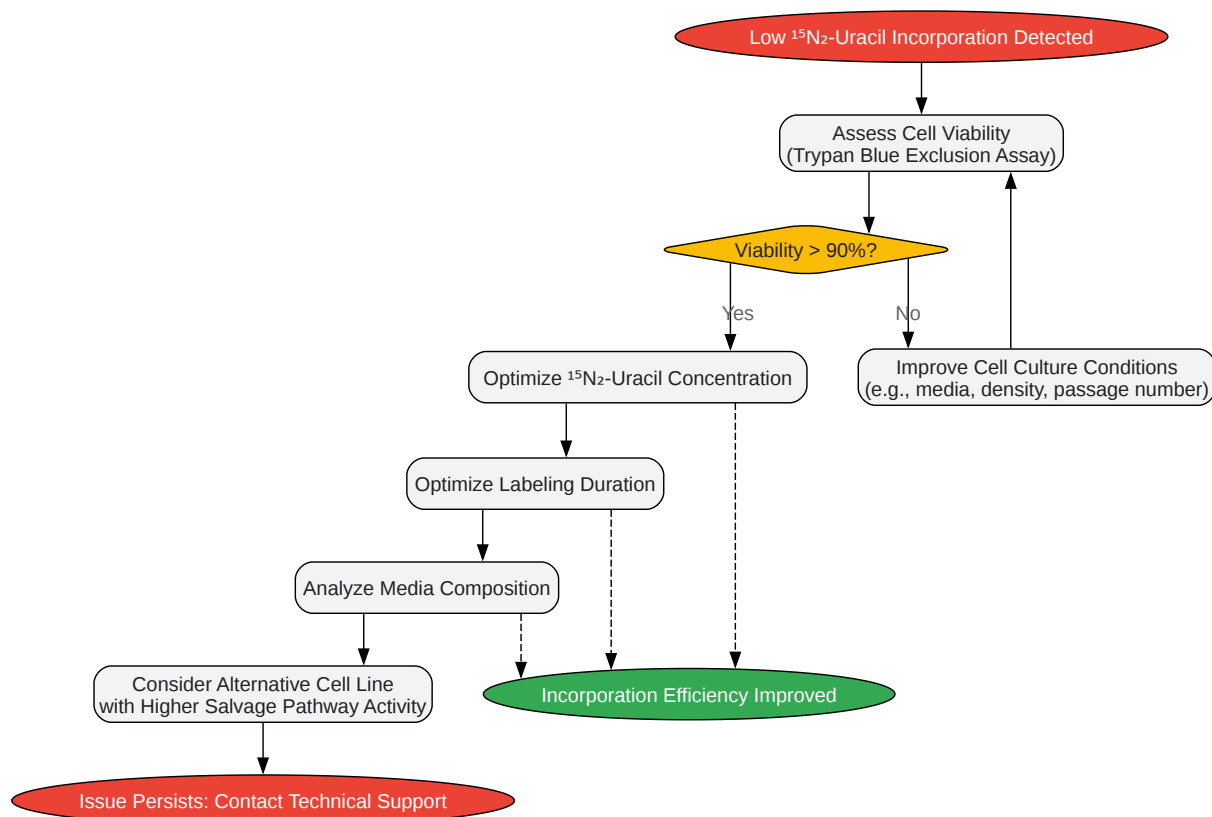 Low ¹⁵N₂-Uracil Incorporation Detected
Assess Cell Viability
(Trypan Blue Exclusion Assay)
Viability > 90%?
Yes
No
Optimize ¹⁵N₂-Uracil Concentration
Improve Cell Culture Conditions
(e.g., media, density, passage number)
Optimize Labeling Duration
Analyze Media Composition
Consider Alternative Cell Line
with Higher Salvage Pathway Activity
Incorporation Efficiency Improved
Issue Persists: Contact Technical Support